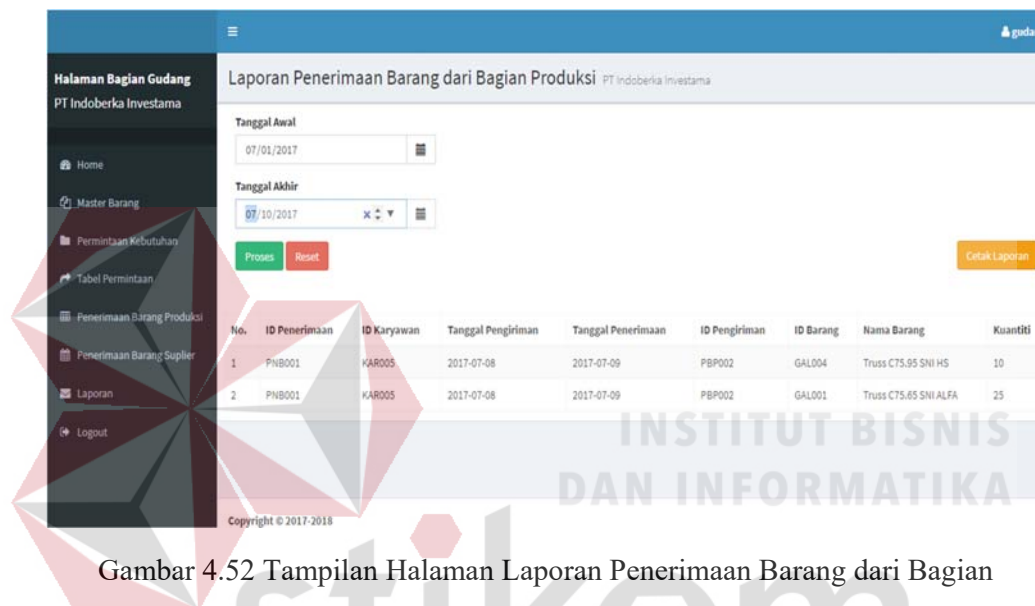 guda
Halaman Bagian Gudang
PT Indoberka Investama
Laporan Penerimaan Barang dari Bagian Produksi PT Indoberka Investama
Home
Master Barang
Permintaan Kebutuhan
Tabel Permintaan
Penerimaan Barang Produksi
Penerimaan Barang Suplier
Laporan
Logout
Tanggal Awal
07/01/2017
Tanggal Akhir
07/10/2017
Proses Reset
Cetak Laporan
No. ID Penerimaan ID Karyawan Tanggal Pengiriman Tanggal Penerimaan ID Pengiriman ID Barang Nama Barang Kuantiti
1 PNB001 KAR005 2017-07-08 2017-07-09 PBP002 GAL004 Truss C75.95 SNI HS 10
2 PNB001 KAR005 2017-07-08 2017-07-09 PBP002 GAL001 Truss C75.65 SNI ALFA 25
INSTITUT BISNIS
DAN INFORMATIKA
Copyright © 2017-2018
Gambar 4.52 Tampilan Halaman Laporan Penerimaan Barang dari Bagian
stikom